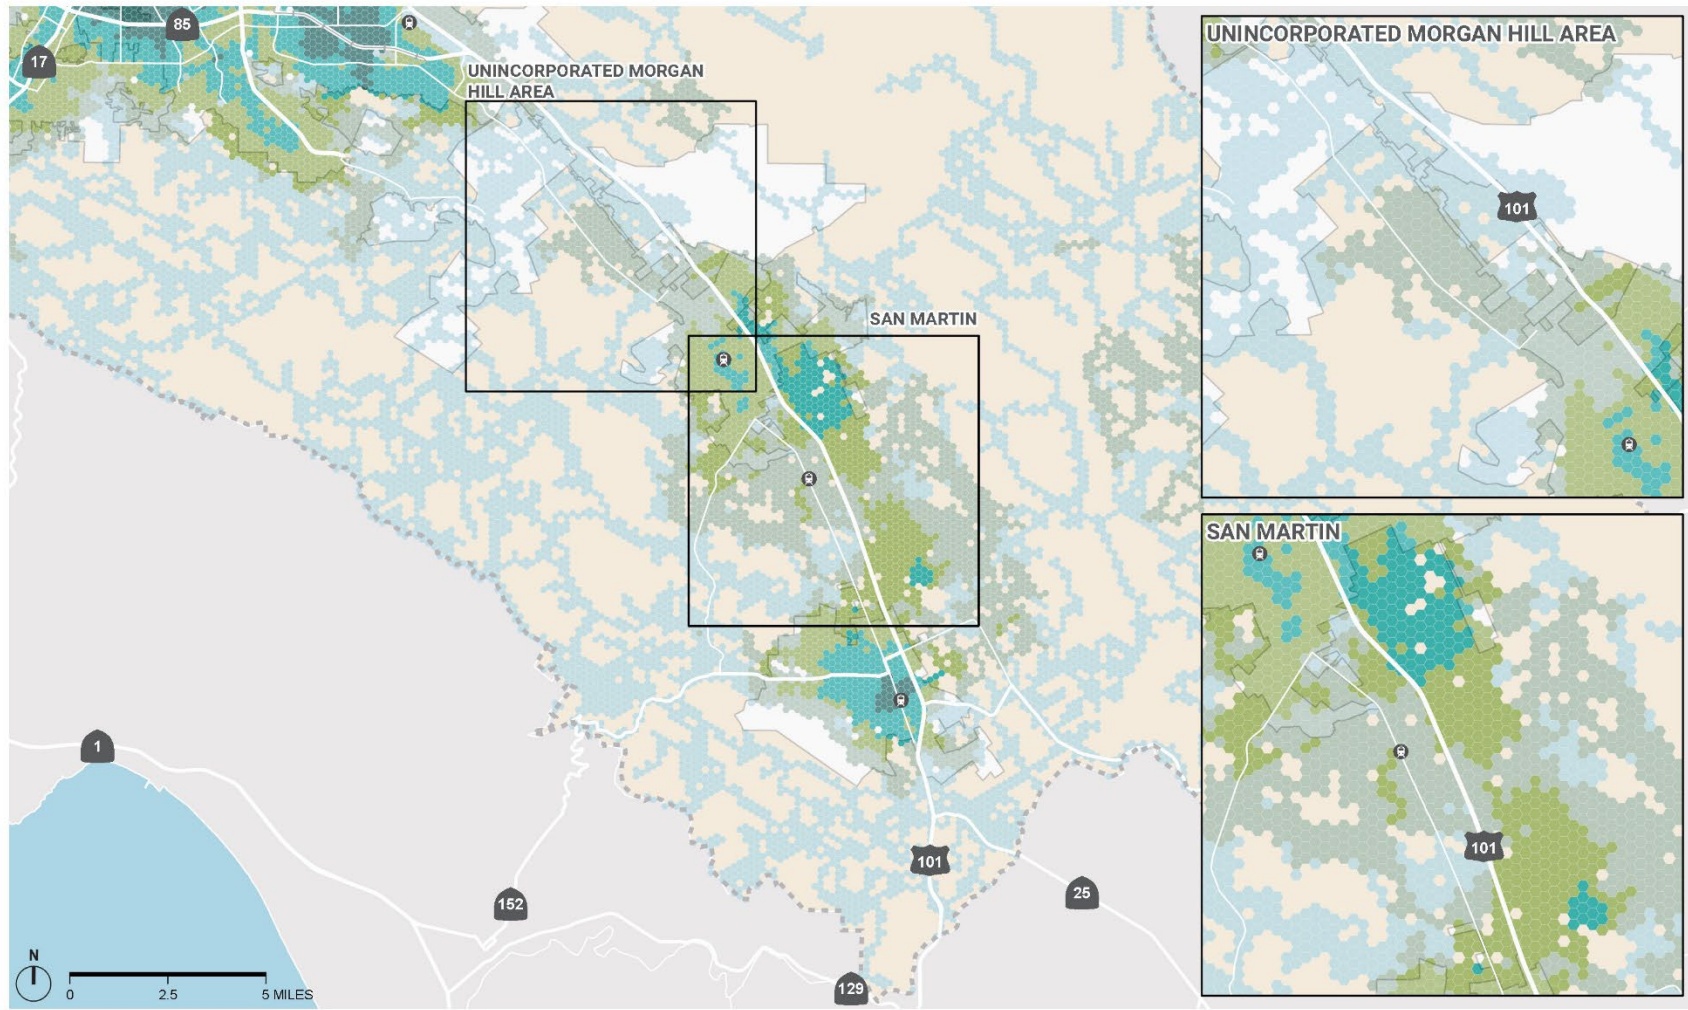 85
17
UNINCORPORATED MORGAN
HILL AREA
SAN MARTIN
1
152
101
25
129
N
0 2.5 5 MILES
UNINCORPORATED MORGAN HILL AREA
101
SAN MARTIN
101